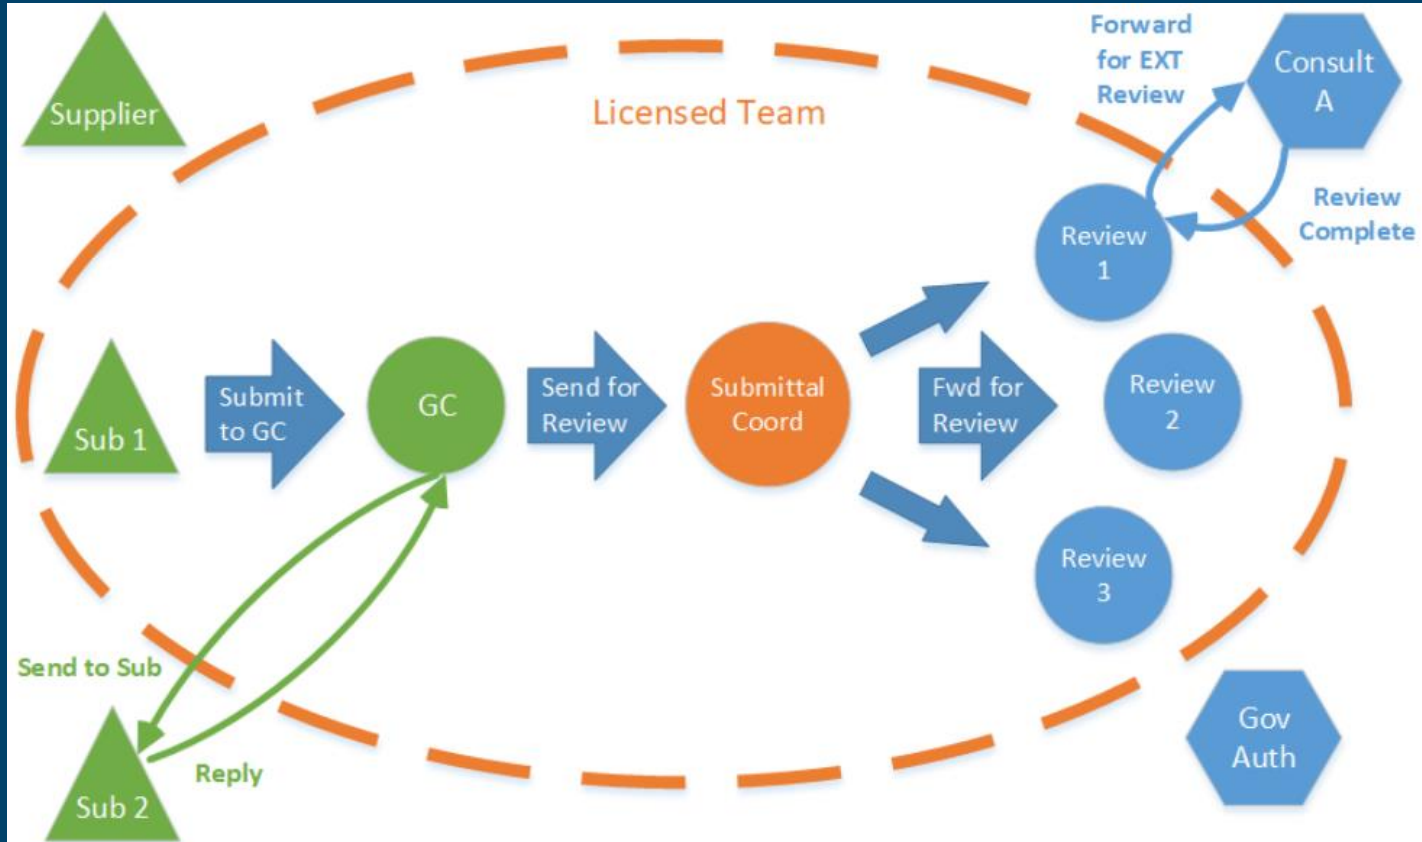 Supplier
Licensed Team
Forward
for EXT
Review
Consult
A
Review
Complete
Review
1
Sub 1
Submit
to GC
GC
Send for
Review
Submittal
Coord
Fwd for
Review
Review
2
Review
3
Send to Sub
Reply
Sub 2
Gov
Auth